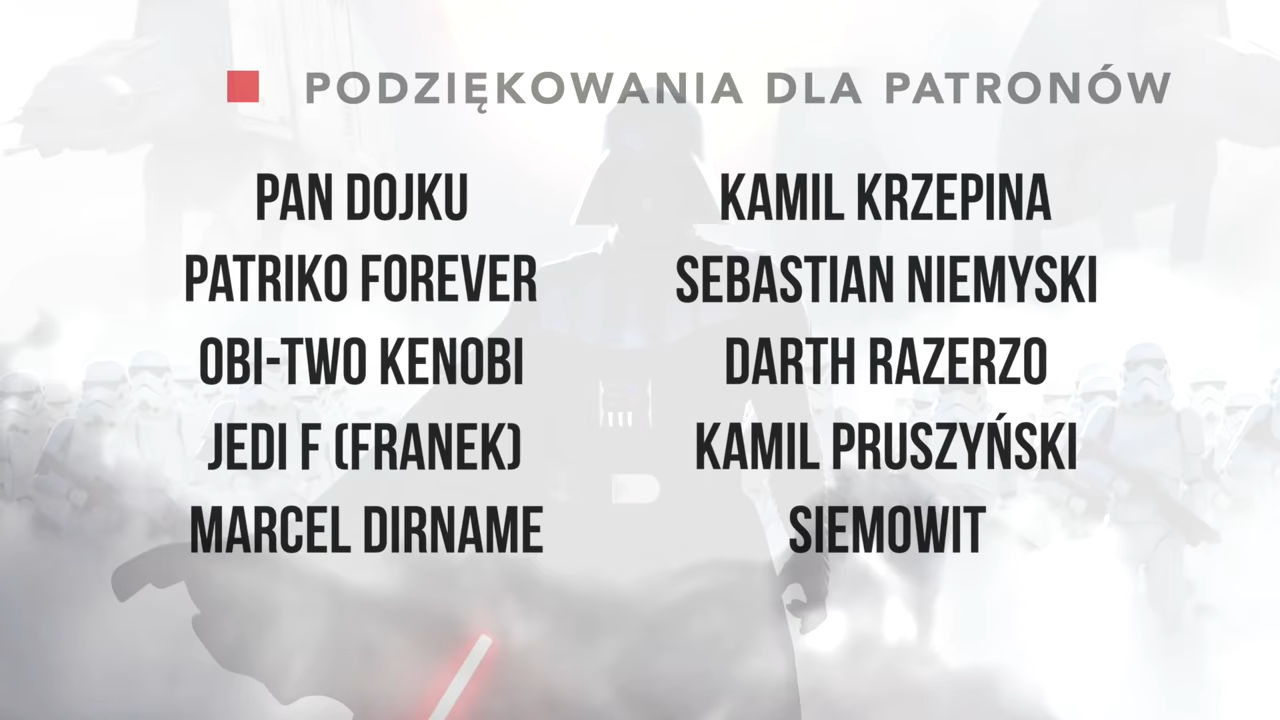 PODZIĘKOWANIA DLA PATRONÓW
PAN DOJKU
PATRIKO FOREVER
OBI-TWO KENOBI
JEDI F (FRANEK)
MARCEL DIRNAME
KAMIL KRZEPINA
SEBASTIAN NIEMYSKI
DARTH RAZERZO
KAMIL PRUSZYŃSKI
SIEMOWIT